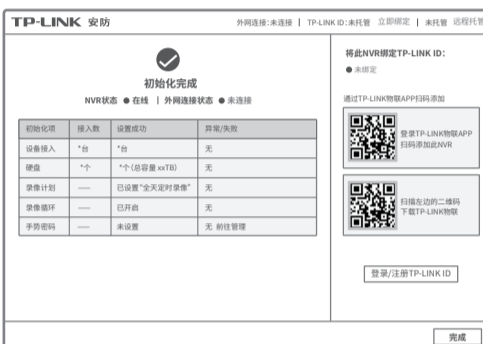 TP-LINK 安防
外网连接:未连接 | TP-LINK ID:未托管 立即绑定 | 未托管 远程托管
初始化完成
NVR状态 ● 在线 | 外网连接状态 ● 未连接
初始化项 接入数 设置成功 异常/失败
设备接入 *台 *台 无
硬盘 *个 *个(总容量 xxTB) 无
录像计划 —— 已设置“全天定时录像” 无
录像循环 —— 已开启 无
手势密码 —— 未设置 无 前往管理
将此NVR绑定TP-LINK ID:
● 未绑定
通过TP-LINK物联APP扫码添加
登录TP-LINK物联APP
扫码添加此NVR
扫描左边的二维码
下载TP-LINK物联
登录/注册TP-LINK ID
完成